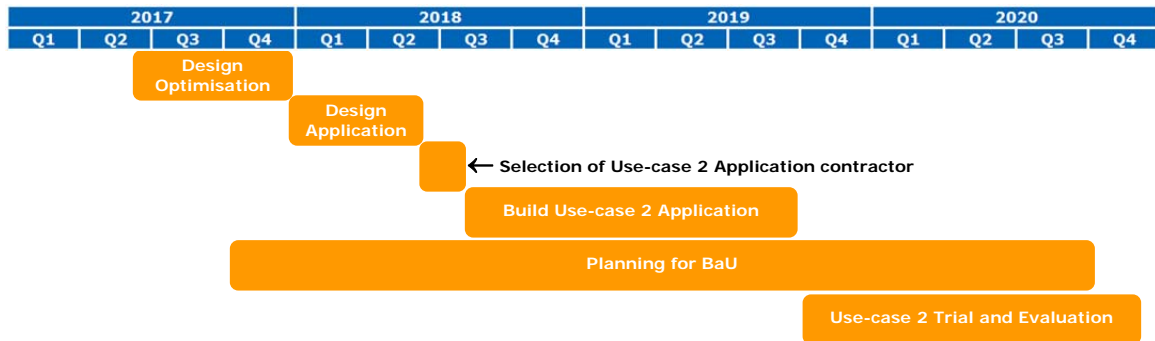 2017 2018 2019 2020
Q1 Q2 Q3 Q4 Q1 Q2 Q3 Q4 Q1 Q2 Q3 Q4 Q1 Q2 Q3 Q4
Design
Optimisation
Design
Application
Selection of Use-case 2 Application contractor
Build Use-case 2 Application
Planning for BaU
Use-case 2 Trial and Evaluation